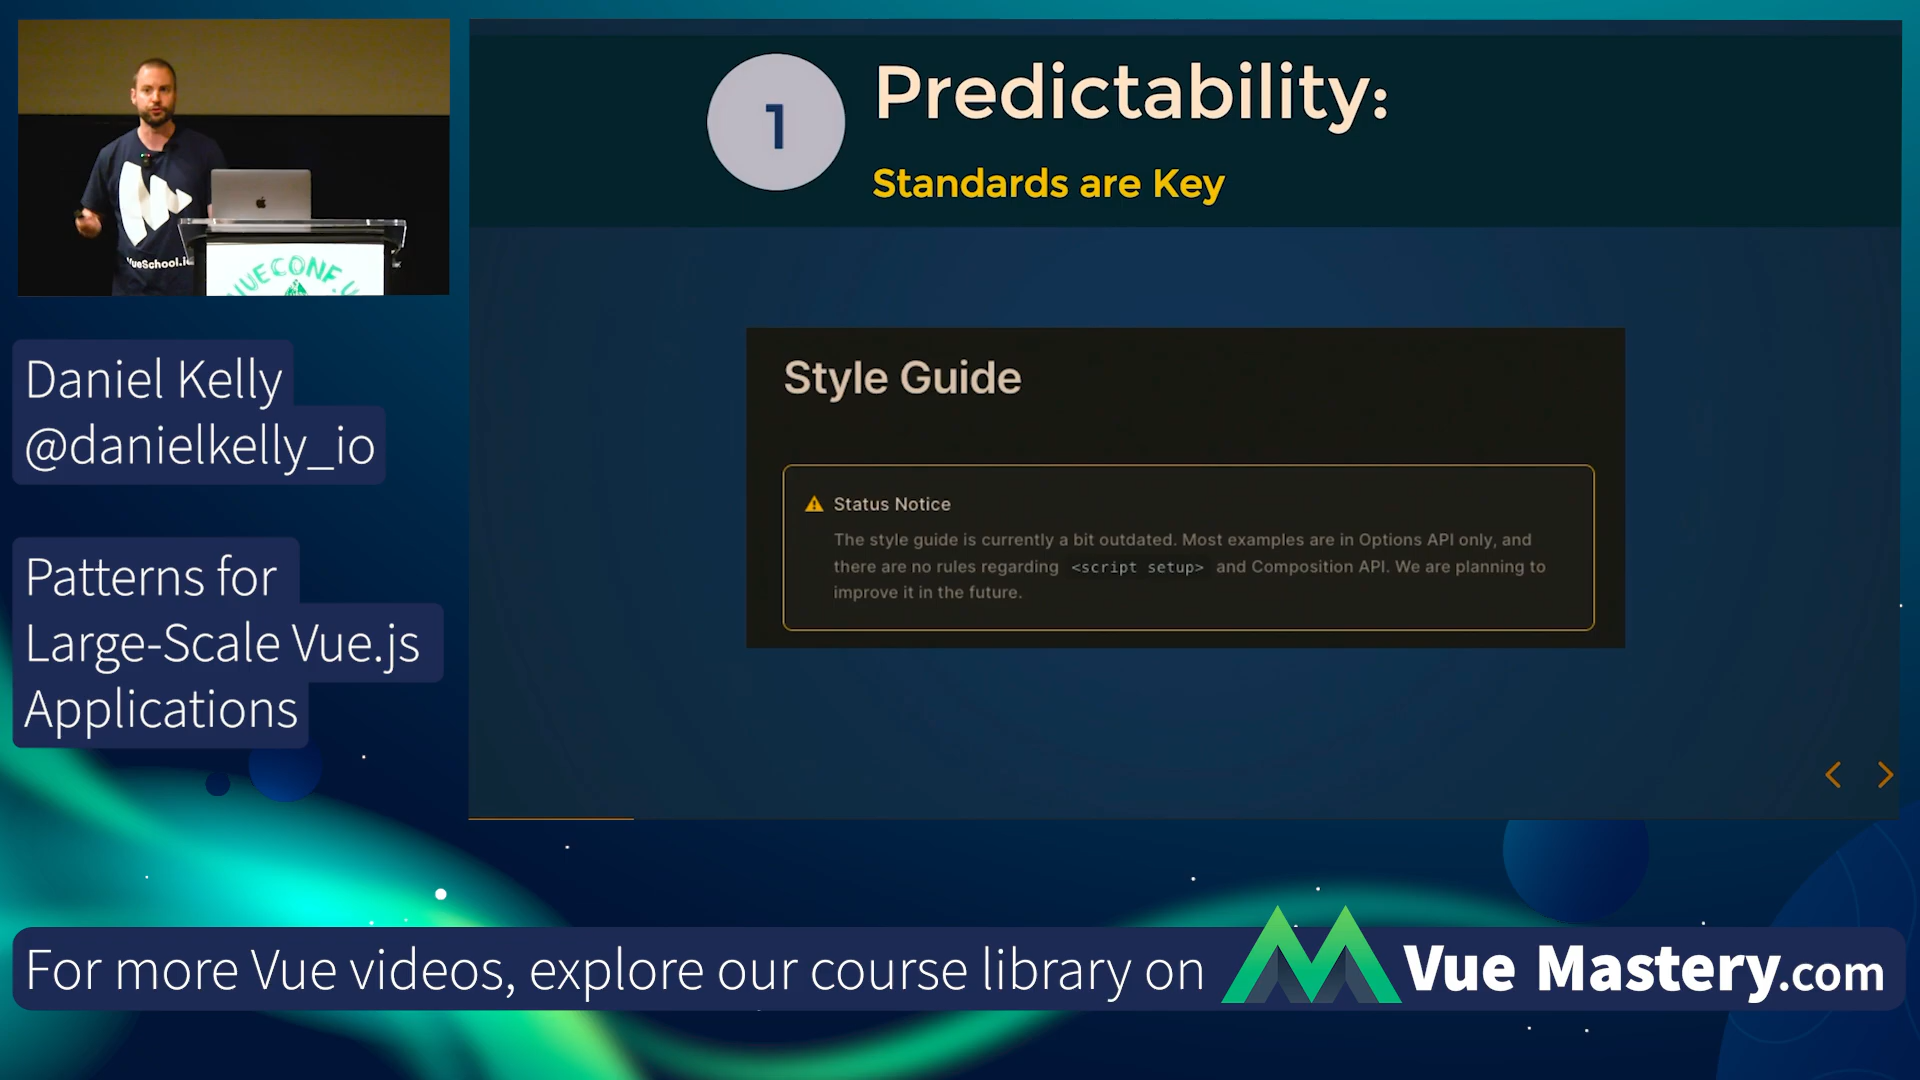 VueSchool.io
VUECONF.U
Daniel Kelly
@danielkelly_io
Patterns for
Large-Scale Vue.js
Applications
1
Predictability:
Standards are Key
Style Guide
Status Notice
The style guide is currently a bit outdated. Most examples are in Options API only, and
there are no rules regarding <script setup> and Composition API. We are planning to
improve it in the future.
For more Vue videos, explore our course library on
Vue Mastery.com